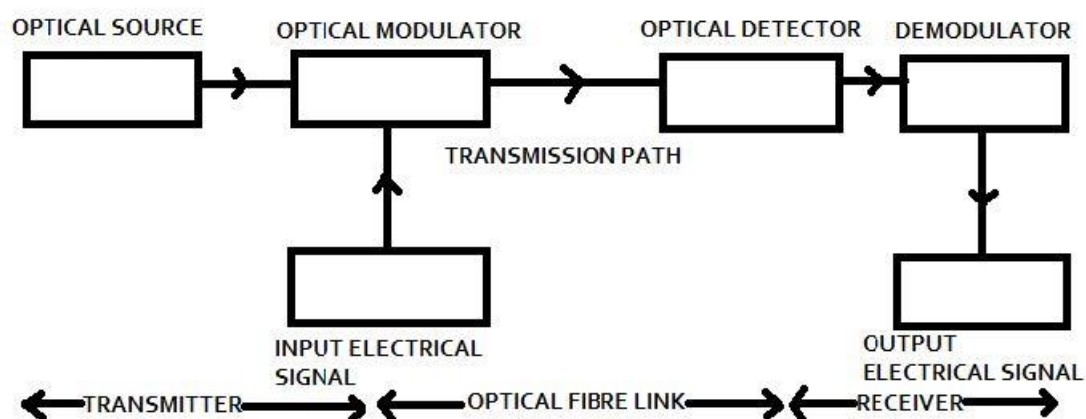 OPTICAL SOURCE
OPTICAL MODULATOR
OPTICAL DETECTOR
DEMODULATOR
TRANSMISSION PATH
INPUT ELECTRICAL
SIGNAL
OUTPUT
ELECTRICAL SIGNAL
TRANSMITTER
OPTICAL FIBRE LINK
RECEIVER